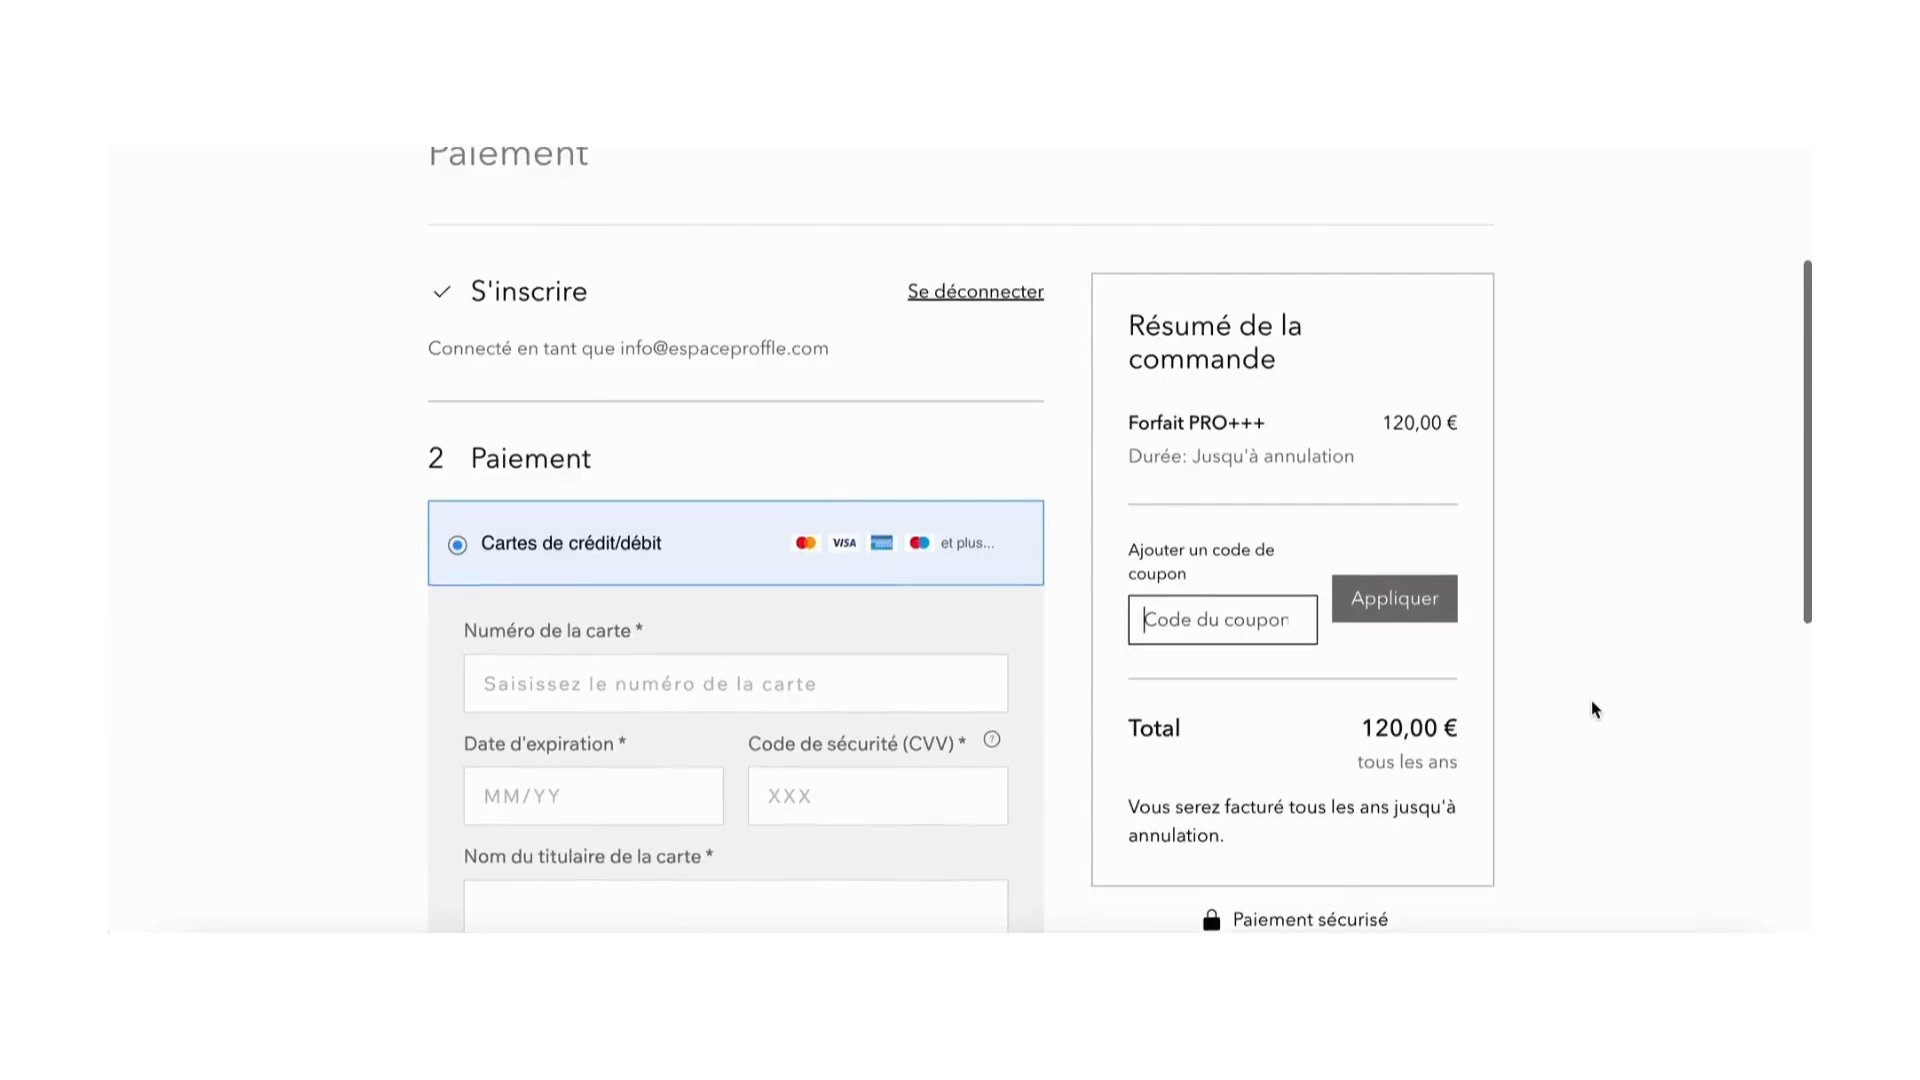 Paiement
S'inscrire
Se déconnecter
Connecté en tant que info@espaceproffle.com
2 Paiement
Cartes de crédit/débit
VISA
et plus...
Numéro de la carte *
Saisissez le numéro de la carte
Date d'expiration *
Code de sécurité (CVV) *
?
MM/YY
XXX
Nom du titulaire de la carte *
Résumé de la
commande
Forfait PRO+++
120,00 €
Durée: Jusqu'à annulation
Ajouter un code de
coupon
Code du coupon
Appliquer
Total
120,00 €
tous les ans
Vous serez facturé tous les ans jusqu'à
annulation.
Paiement sécurisé